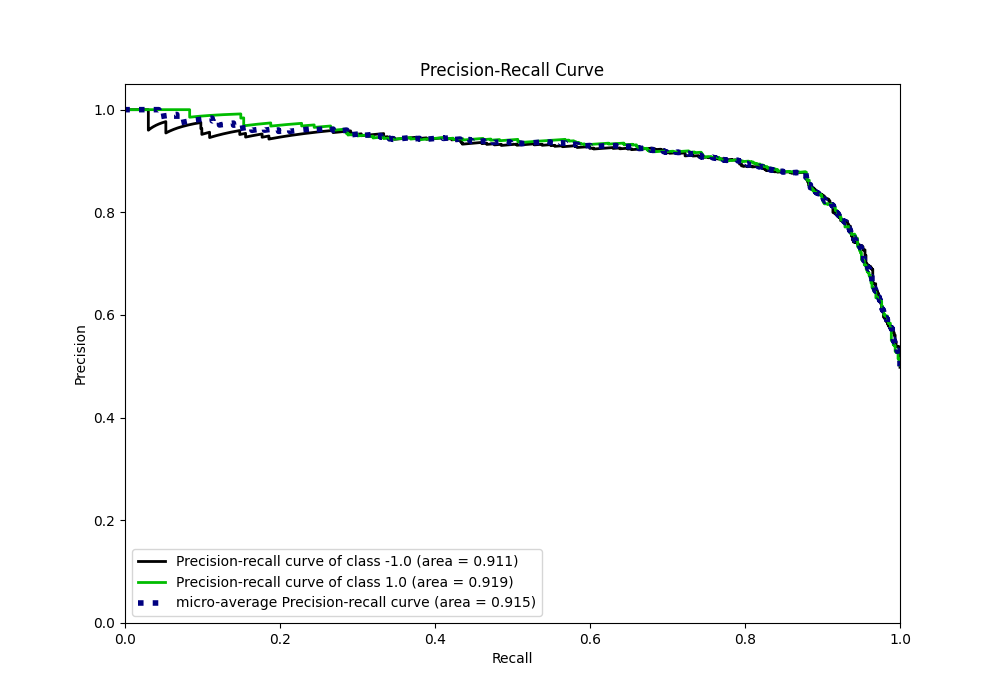 Precision-Recall Curve
1.0
0.8
0.6
0.4
0.2
0.0
Precision
Precision-recall curve of class -1.0 (area = 0.911)
Precision-recall curve of class 1.0 (area = 0.919)
micro-average Precision-recall curve (area = 0.915)
0.0 0.2 0.4 0.6 0.8 1.0
Recall